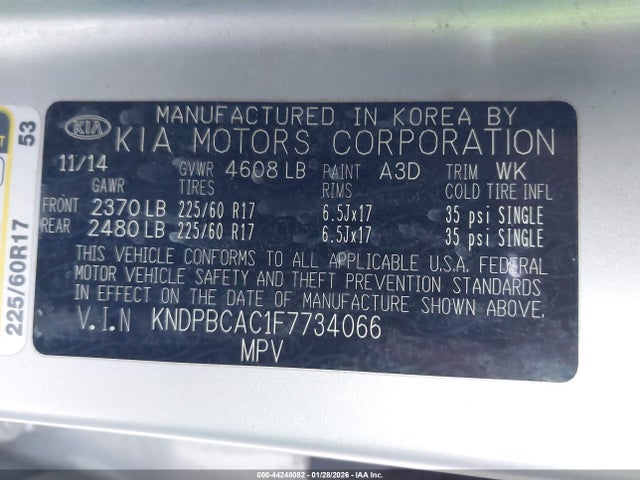 MANUFACTURED IN KOREA BY
KIA KIA MOTORS CORPORATION
11/14 GVWR 4608 LB PAINT A3D TRIM WK
GAWR TIRES RIMS COLD TIRE INFL
FRONT 2370 LB 225/60 R17 6.5Jx17 35 psi SINGLE
REAR 2480 LB 225/60 R17 6.5Jx17 35 psi SINGLE
THIS VEHICLE CONFORMS TO ALL APPLICABLE U.S.A. FEDERAL
MOTOR VEHICLE SAFETY AND THEFT PREVENTION STANDARDS
IN EFFECT ON THE DATE OF MANUFACTURE SHOWN ABOVE.
V.I.N KNDPBCAC1F7734066
MPV
53
225/60R17
000-44248082 - 01/28/2026 - IAA Inc.